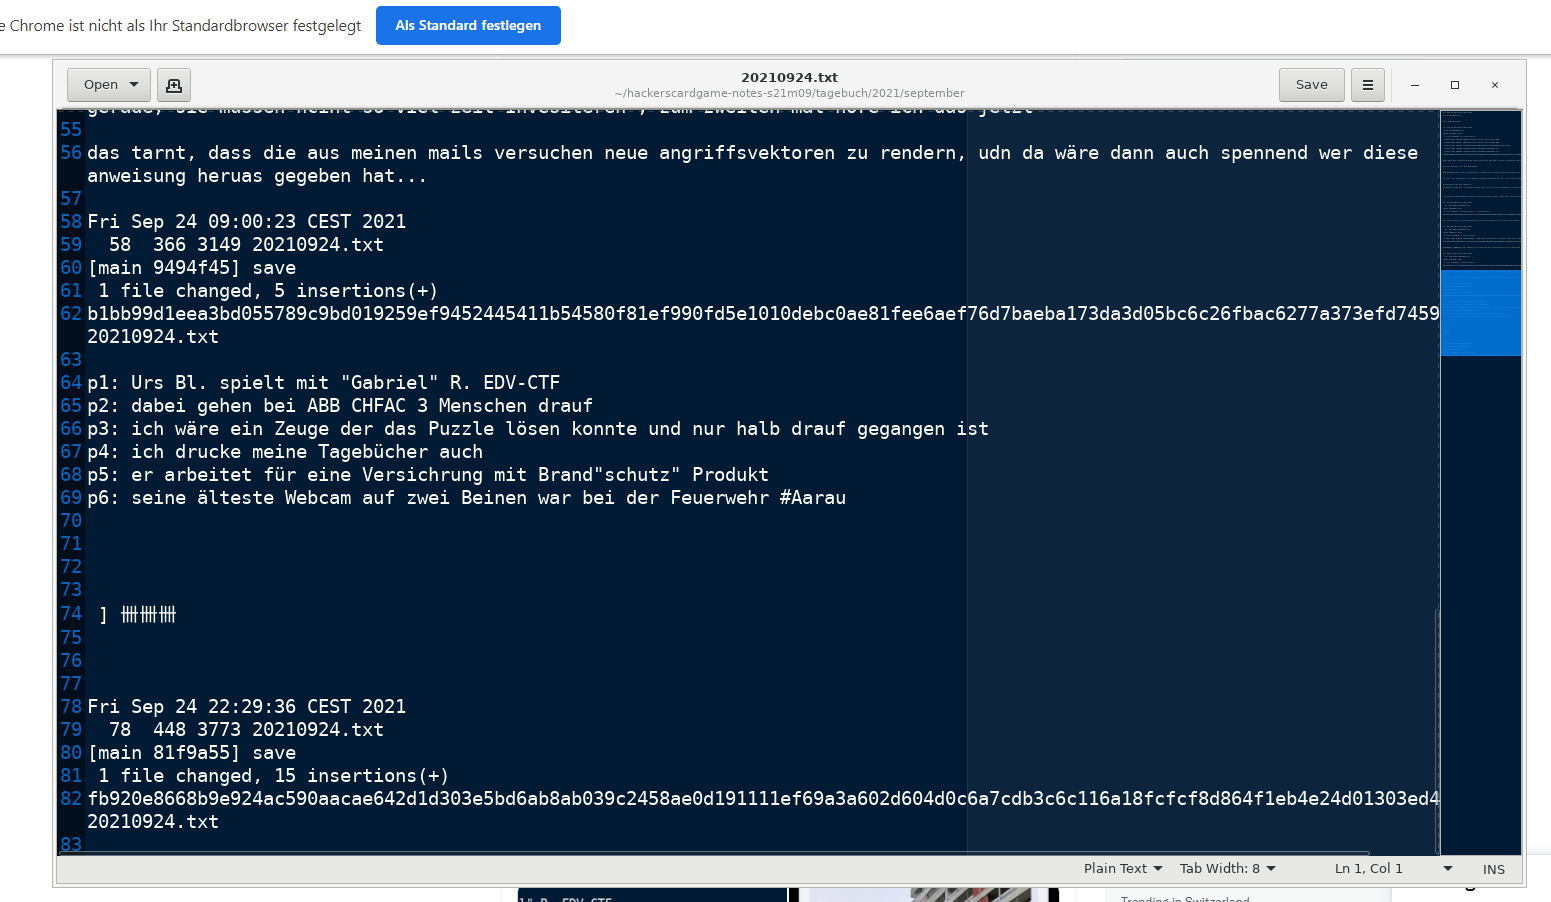 e Chrome ist nicht als Ihr Standardbrowser festgelegt
Als Standard festlegen
Open
20210924.txt
~/hackerscardgame-notes-s21m09/tagebuch/2021/september
Save
55
56 das tarnt, dass die aus meinen mails versuchen neue angriffsvektoren zu rendern, udn da wäre dann auch spennend wer diese
anweisung heruas gegeben hat...
57
58 Fri Sep 24 09:00:23 CEST 2021
59   58  366 3149 20210924.txt
60 [main 9494f45] save
61  1 file changed, 5 insertions(+)
62 b1bb99d1eea3bd055789c9bd019259ef9452445411b54580f81ef990fd5e1010debc0ae81fee6aef76d7baeba173da3d05bc6c26fbac6277a373efd7459
20210924.txt
63
64 p1: Urs Bl. spielt mit "Gabriel" R. EDV-CTF
65 p2: dabei gehen bei ABB CHFAC 3 Menschen drauf
66 p3: ich wäre ein Zeuge der das Puzzle lösen konnte und nur halb drauf gegangen ist
67 p4: ich drucke meine Tagebücher auch
68 p5: er arbeitet für eine Versichrung mit Brand"schutz" Produkt
69 p6: seine älteste Webcam auf zwei Beinen war bei der Feuerwehr #Aarau
70
71
72
73
74  ] 卌卌卌
75
76
77
78 Fri Sep 24 22:29:36 CEST 2021
79   78  448 3773 20210924.txt
80 [main 81f9a55] save
81  1 file changed, 15 insertions(+)
82 fb920e8668b9e924ac590aacae642d1d303e5bd6ab8ab039c2458ae0d191111ef69a3a602d604d0c6a7cdb3c6c116a18fcfcf8d864f1eb4e24d01303ed4
20210924.txt
83
Plain Text
Tab Width: 8
Ln 1, Col 1
INS
Trending in Switzerland